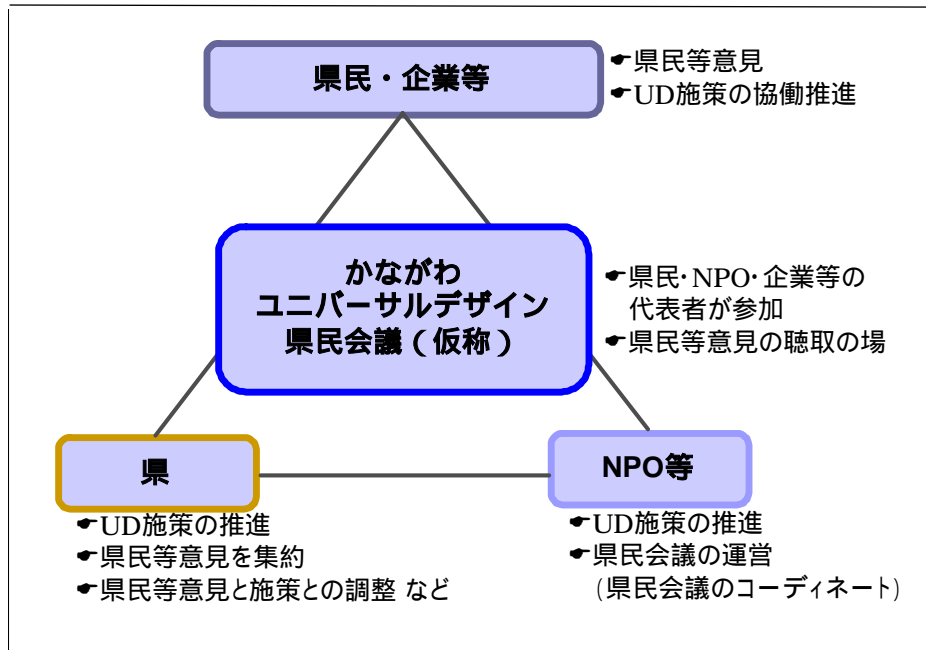 県民・企業等
☛県民等意見
☛UD施策の協働推進
かながわ
ユニバーサルデザイン
県民会議（仮称）
☛県民・NPO・企業等の
代表者が参加
☛県民等意見の聴取の場
県
☛UD施策の推進
☛県民等意見を集約
☛県民等意見と施策との調整 など
NPO等
☛UD施策の推進
☛県民会議の運営
(県民会議のコーディネート)